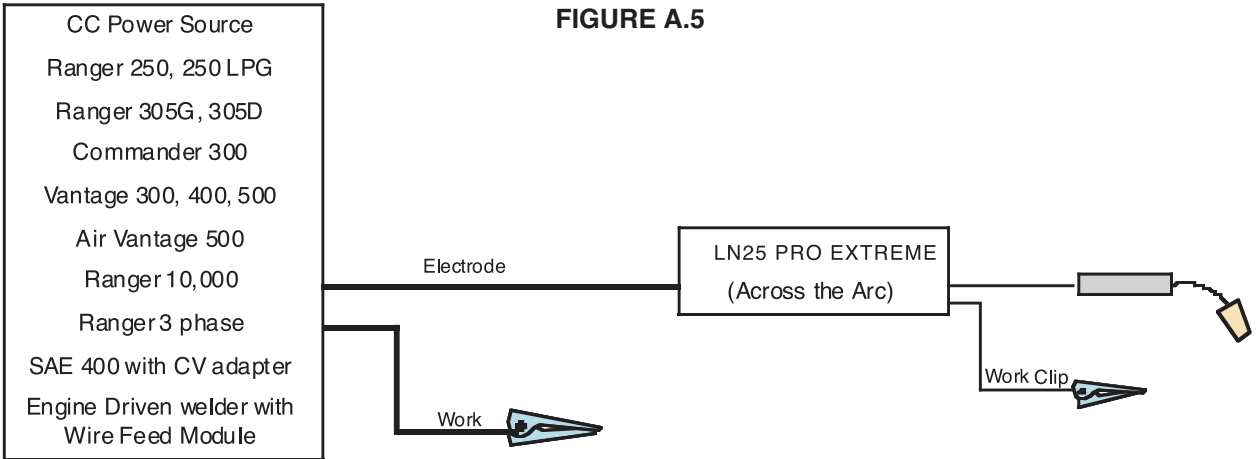 FIGURE A.5
CC Power Source
Ranger 250, 250 LPG
Ranger 305G, 305D
Commander 300
Vantage 300, 400, 500
Air Vantage 500
Ranger 10,000
Ranger 3 phase
SAE 400 with CV adapter
Engine Driven welder with
Wire Feed Module
Electrode
Work
LN25 PRO EXTREME
(Across the Arc)
Work Clip